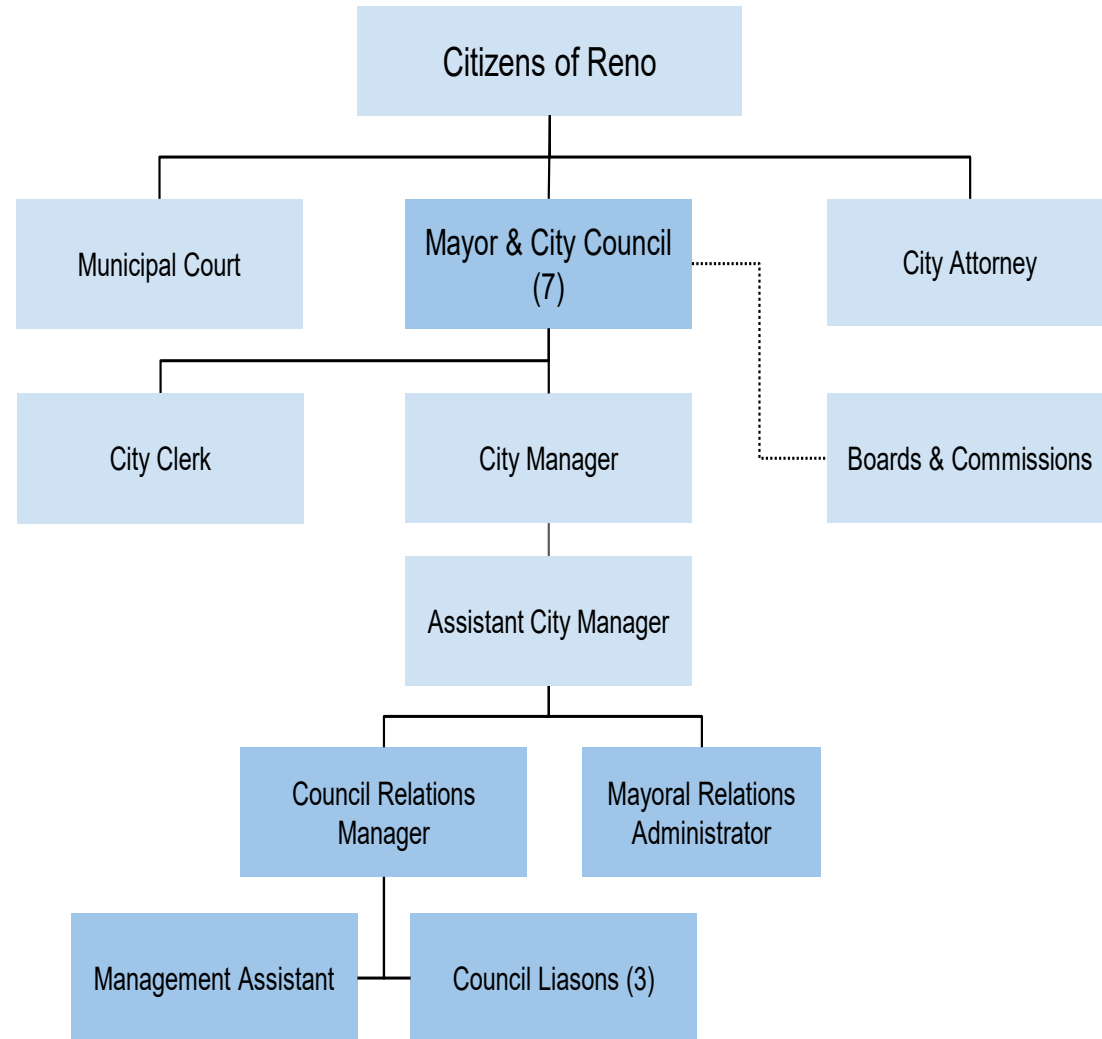 Citizens of Reno
Municipal Court
Mayor & City Council
(7)
City Attorney
City Clerk
City Manager
Boards & Commissions
Assistant City Manager
Council Relations
Manager
Mayoral Relations
Administrator
Management Assistant
Council Liasons (3)